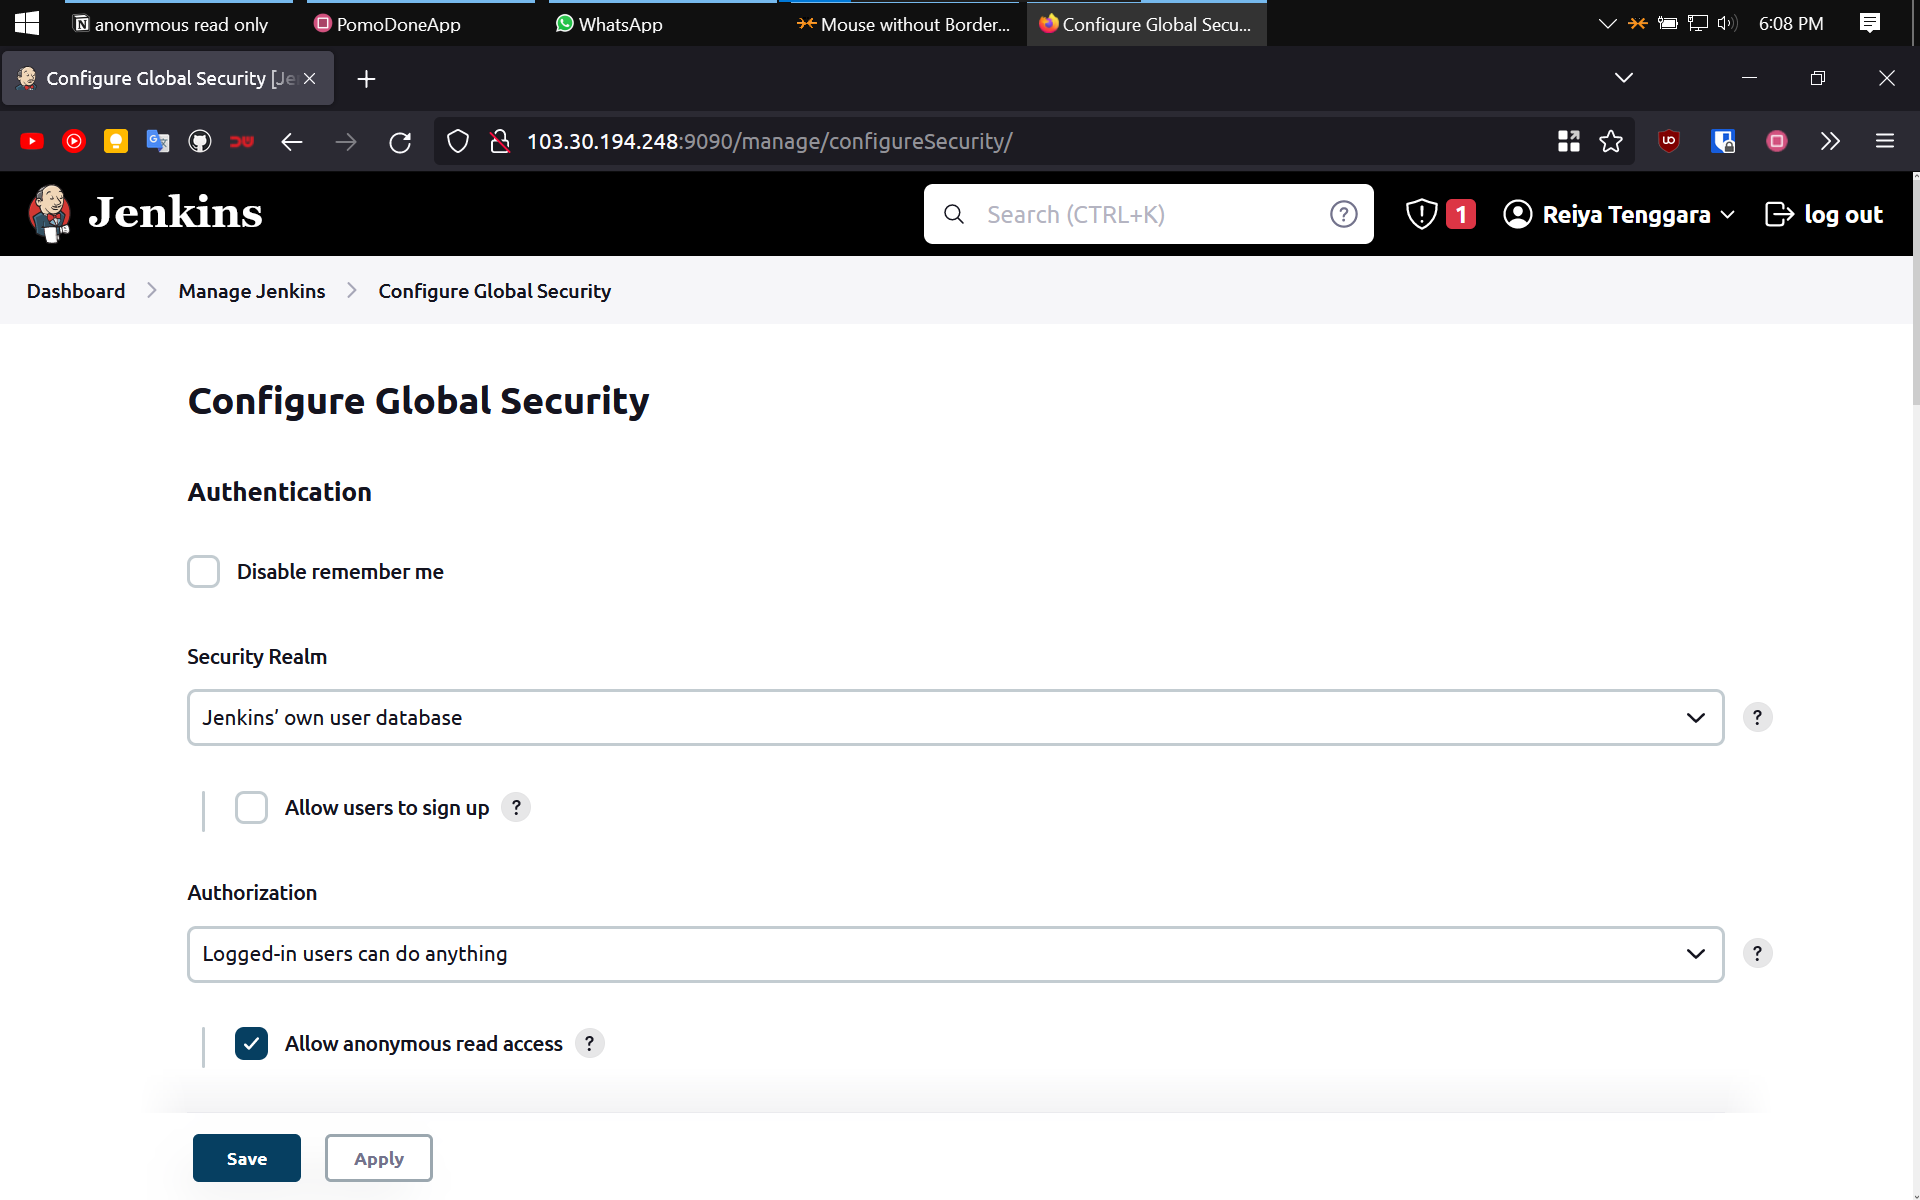 anonymous read only
PomoDoneApp
WhatsApp
Mouse without Border...
Configure Global Secu...
6:08 PM
Configure Global Security [Je
103.30.194.248:9090/manage/configureSecurity/
Jenkins
Search (CTRL+K)
?
1
Reiya Tenggara
log out
Dashboard
Manage Jenkins
Configure Global Security
Configure Global Security
Authentication
Disable remember me
Security Realm
Jenkins’ own user database
?
Allow users to sign up ?
Authorization
Logged-in users can do anything
?
Allow anonymous read access ?
Save
Apply